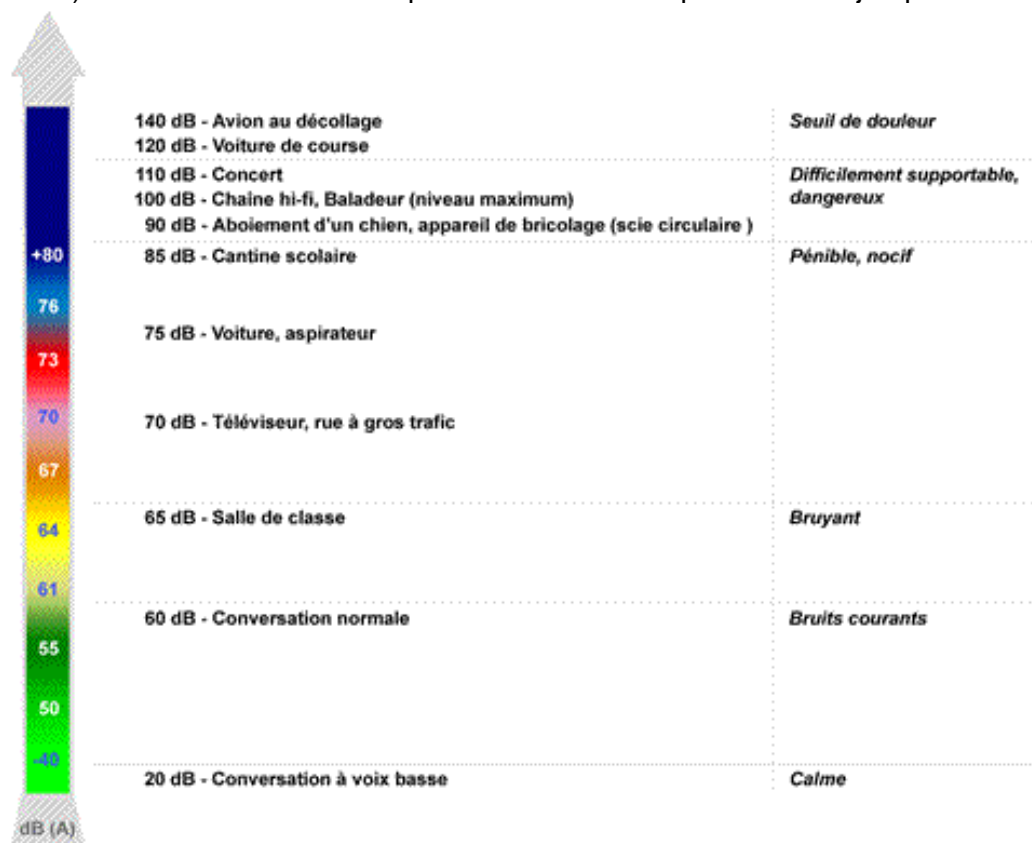 140 dB - Avion au décollage Seuil de douleur
120 dB - Voiture de course
110 dB - Concert Difficilement supportable,
100 dB - Chaine hi-fi, Baladeur (niveau maximum) dangereux
90 dB - Aboiement d'un chien, appareil de bricolage (scie circulaire )
+80 85 dB - Cantine scolaire Pénible, nocif
76
75 dB - Voiture, aspirateur
73
70 70 dB - Téléviseur, rue à gros trafic
67
65 dB - Salle de classe Bruyant
64
61
60 dB - Conversation normale Bruits courants
55
50
-40
20 dB - Conversation à voix basse Calme
dB (A)